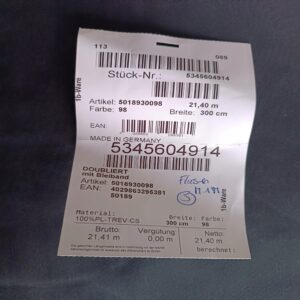 113 089
Stück-Nr.: 5345604914
1b-Ware
Artikel: 5018930098 21,40 m
Farbe: 98 Breite: 300 cm
EAN:
MADE IN GERMANY
5345604914
DOUBLIERT
mit Bleiband
Artikel: 5018930098
EAN: 4029663296381
50189
1b-Ware
Material: Breite: Farbe:
100%PL-TREV-CS 300 cm 98
Brutto: Vergütung Netto:
21,41 m 0,00 m 21,40 m
berechnet: